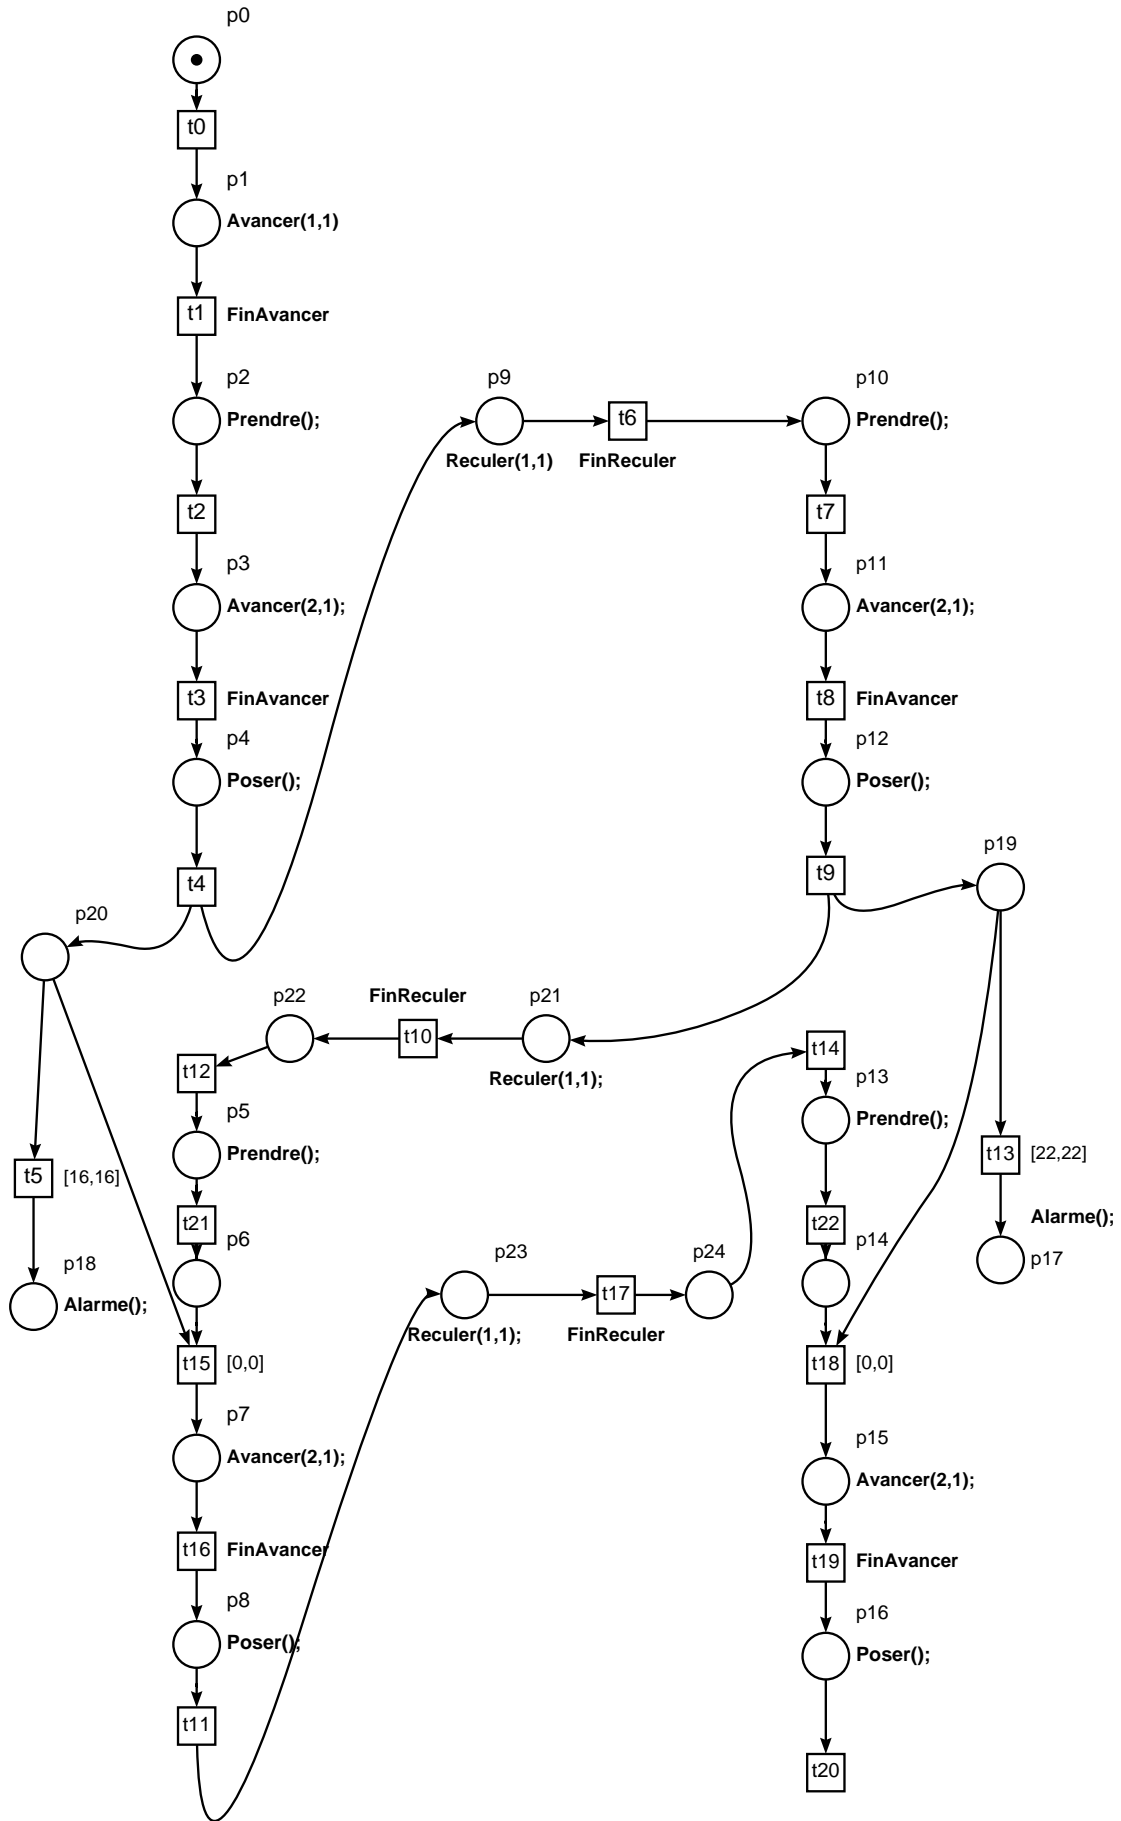 p0
t0
p1
Avancer(1,1)
t1 FinAvancer
p2 p9 p10
Prendre(); t6 Prendre();
Reculer(1,1) FinReculer
t2 t7
p3 p11
Avancer(2,1); Avancer(2,1);
t3 FinAvancer t8 FinAvancer
p4 p12
Poser(); Poser();
p19
t4 t9
p20
p22 FinReculer p21
t10 t14
t12 Reculer(1,1); p13
p5 Prendre();
Prendre(); t13 [22,22]
t5 [16,16]
t21 t22 Alarme();
p6 p23 p24 p14 p17
p18
Alarme(); t17
Reculer(1,1); FinReculer
t15 [0,0] t18 [0,0]
p7 p15
Avancer(2,1); Avancer(2,1);
t16 FinAvancer t19 FinAvancer
p8 p16
Poser(); Poser();
t11
t20